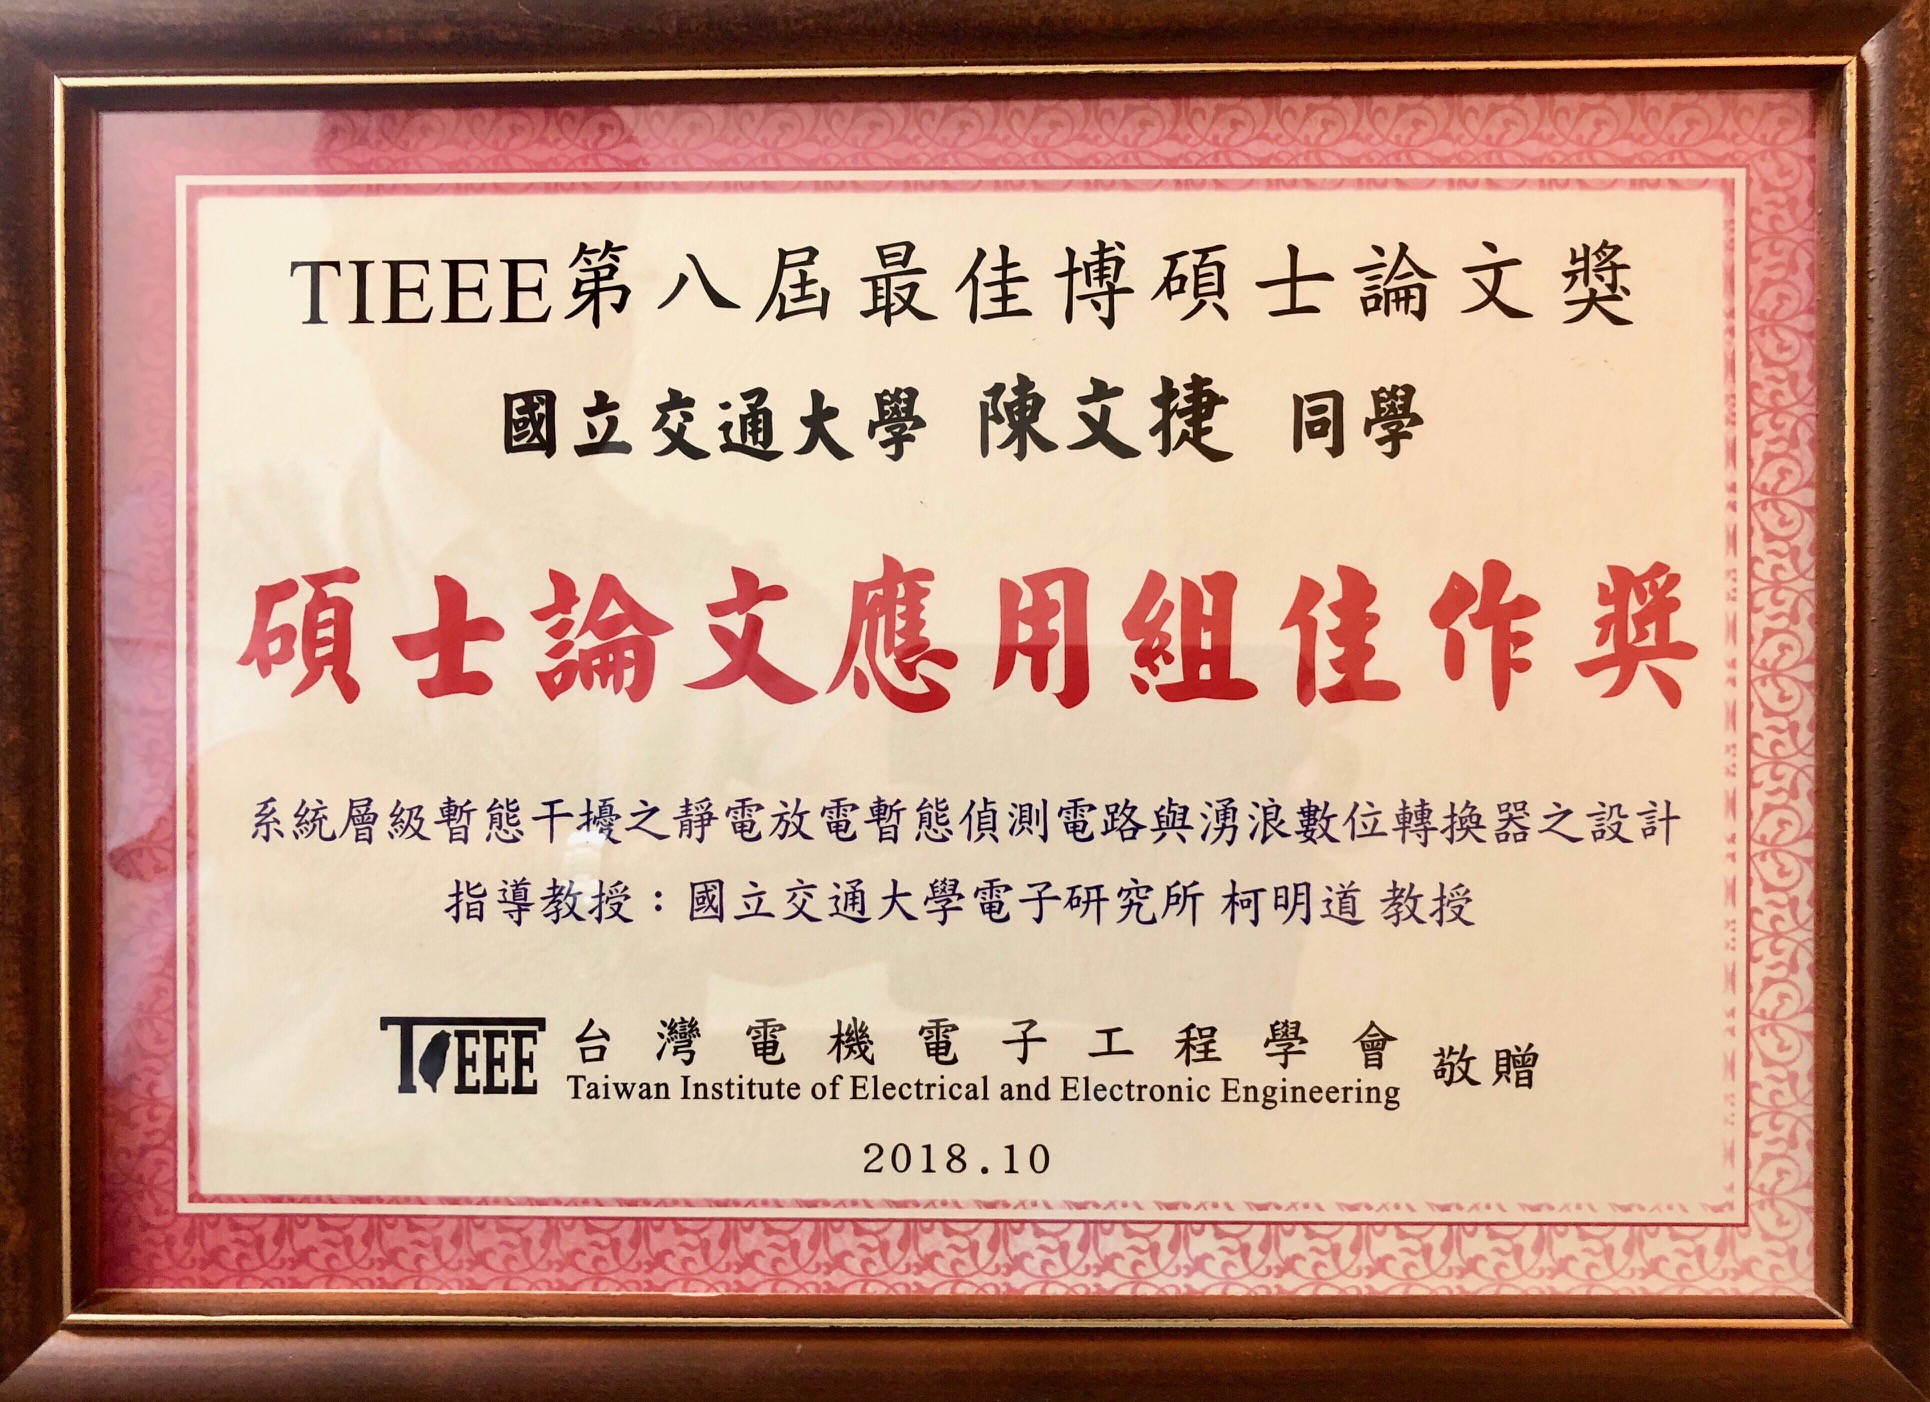 TIEEE第八屆最佳博碩士論文獎
國立交通大學 陳文捷 同學
碩士論文應用組佳作獎
系統層級暫態干擾之靜電放電暫態偵測電路與湧浪數位轉換器之設計
指導教授：國立交通大學電子研究所 柯明道 教授
TIEEE 台灣電機電子工程學會 敬贈
Taiwan Institute of Electrical and Electronic Engineering
2018.10